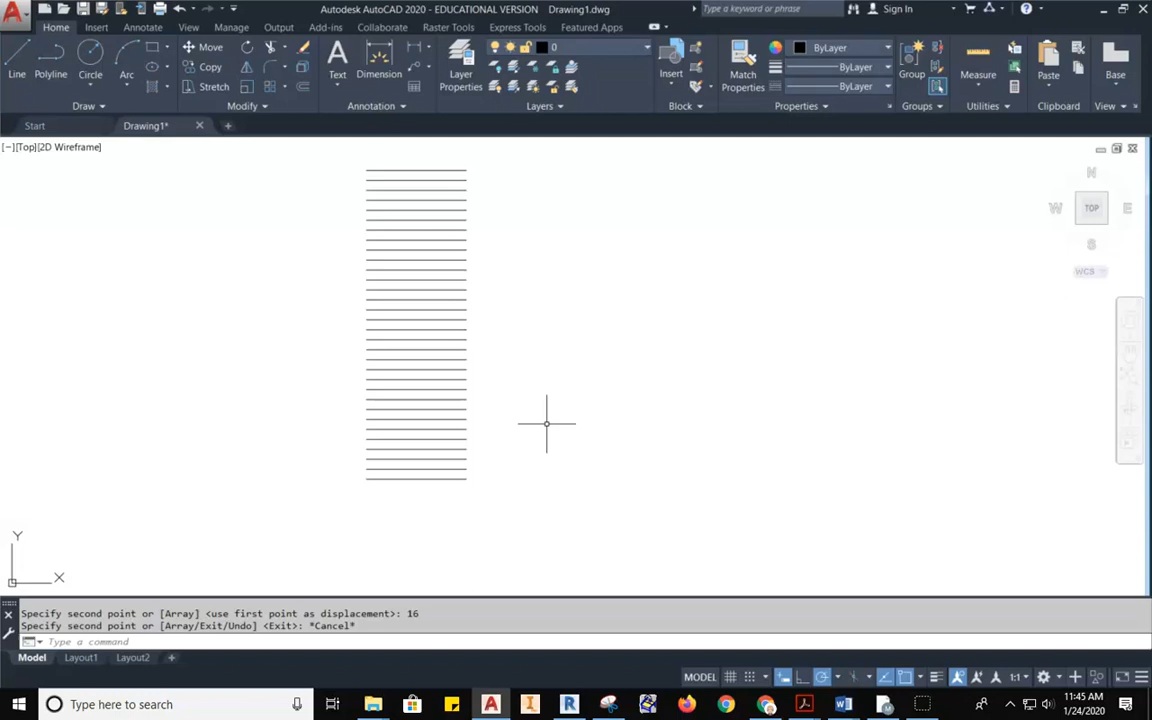 Autodesk AutoCAD 2020 - EDUCATIONAL VERSION Drawing1.dwg
Type a keyword or phrase
Sign In
Home Insert Annotate Parametric View Manage Output Add-ins Collaborate Raster Tools Express Tools Featured Apps
Line Polyline Circle Arc
Move
Copy
Stretch
Text Dimension
Layer Properties
0
Insert
Match Properties
ByLayer
ByLayer
ByLayer
Group
Measure
Paste
Base
Draw Modify Annotation Layers Block Properties Groups Utilities Clipboard View
Start Drawing1*
[−][Top][2D Wireframe]
N
W TOP E
S
WCS
Y
X
Specify second point or [Array] <use first point as displacement>: 16
Specify second point or [Array/Exit/Undo] <Exit>: *Cancel*
Type a command
Model Layout1 Layout2
MODEL 1:1
Type here to search
11:45 AM
1/24/2020